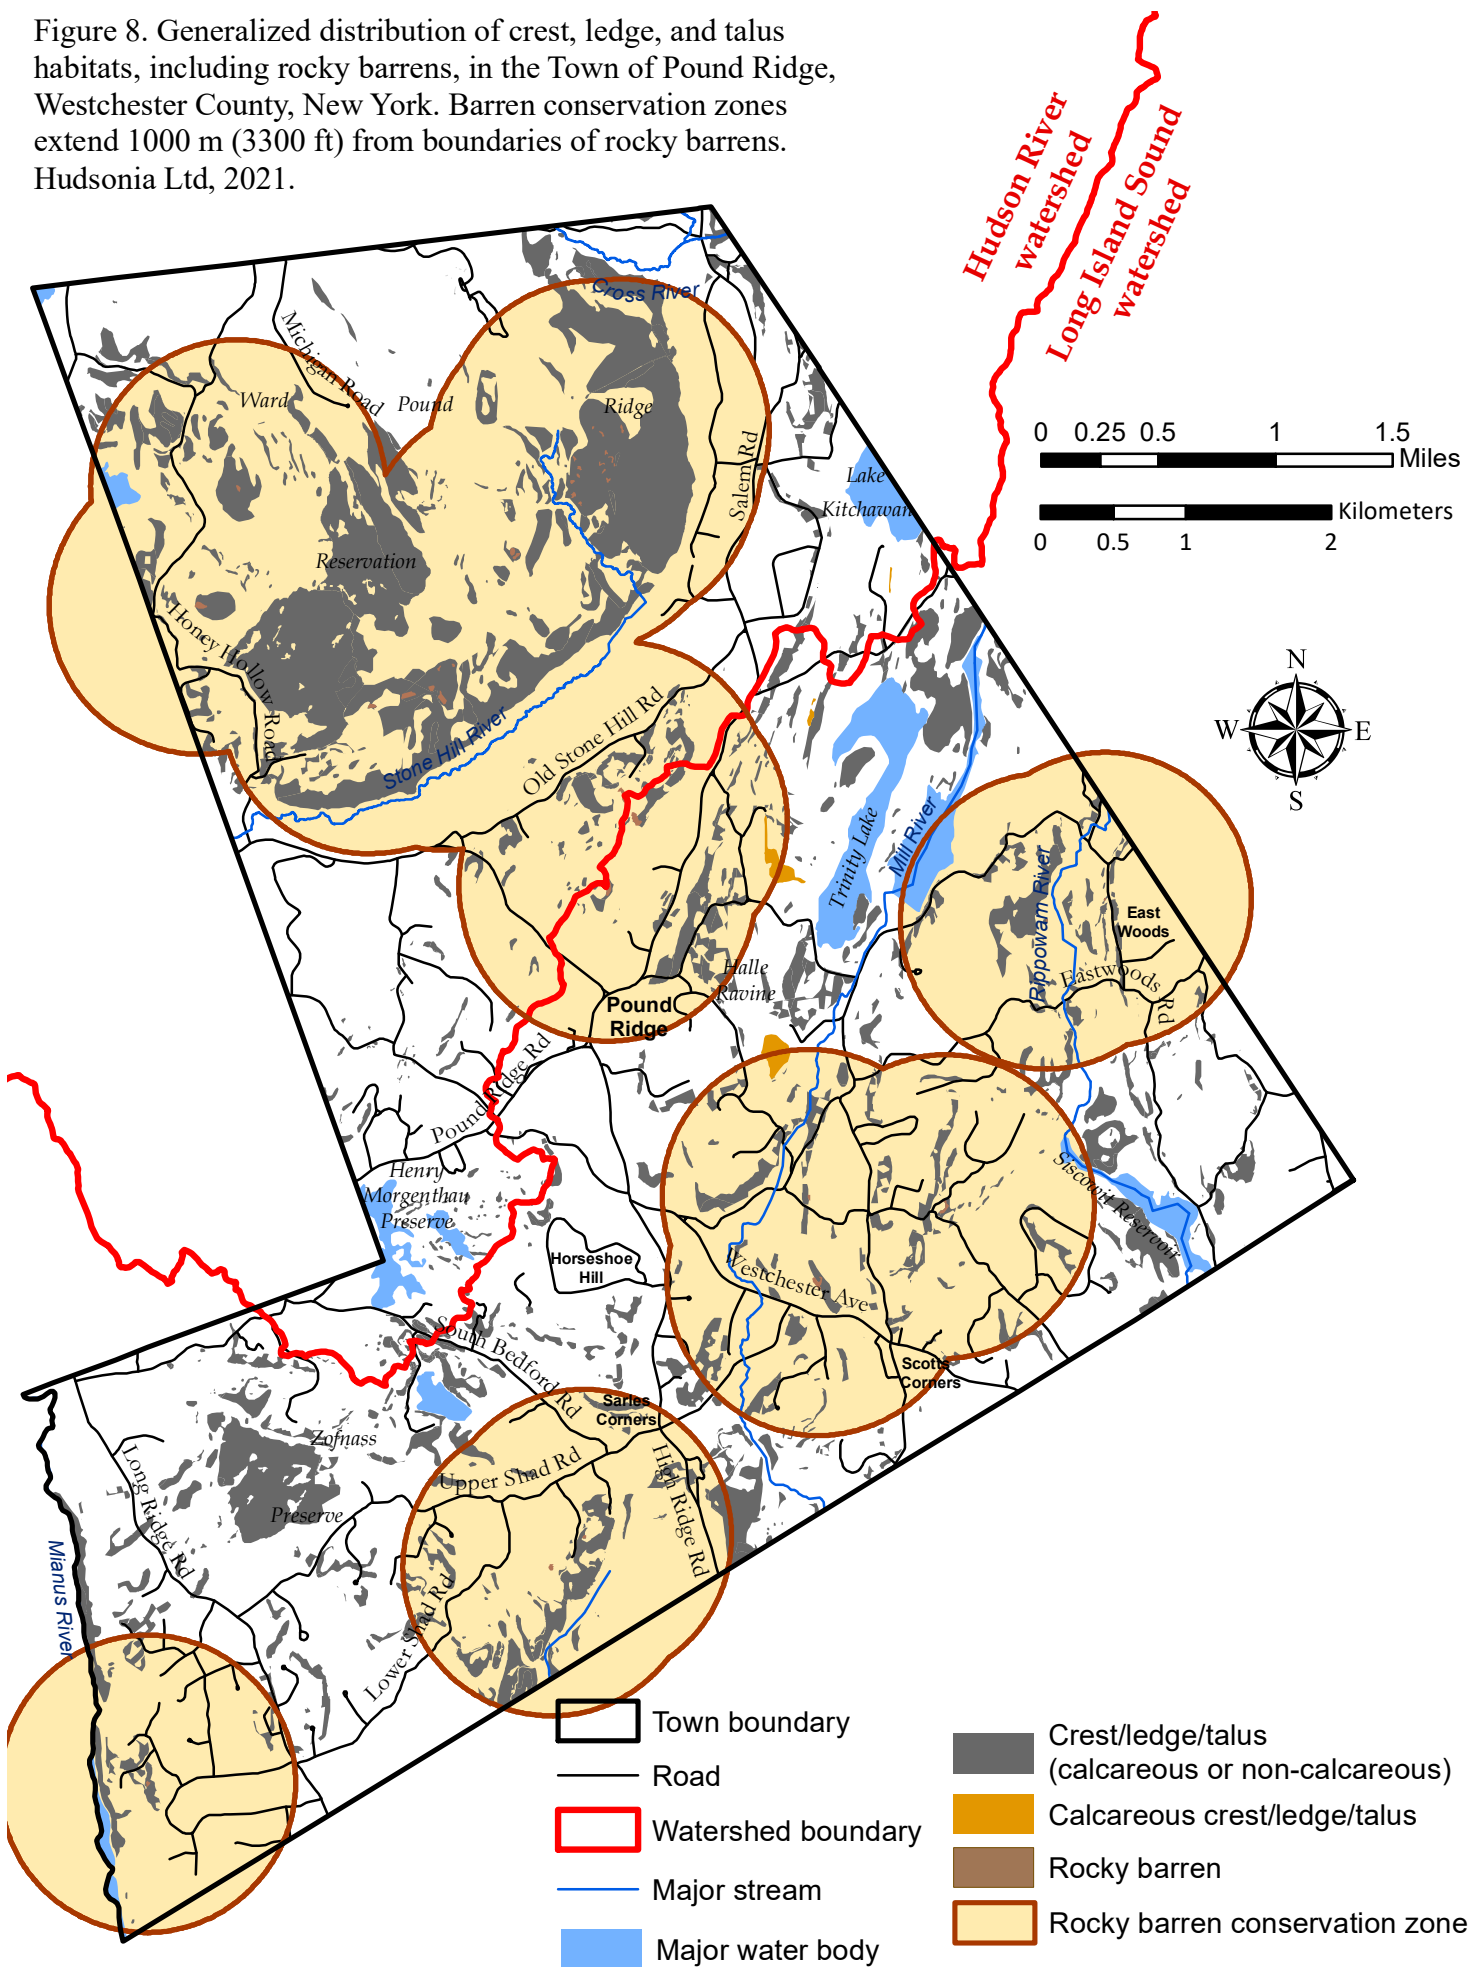 Figure 8. Generalized distribution of crest, ledge, and talus
habitats, including rocky barrens, in the Town of Pound Ridge,
Westchester County, New York. Barren conservation zones
extend 1000 m (3300 ft) from boundaries of rocky barrens.
Hudsonia Ltd, 2021.
Hudson River
watershed
Long Island Sound
watershed
Cross River
Michigan Road
Ward
Pound
Ridge
Reservation
Salem Rd
Lake
Kitchawan
0 0.25 0.5 1 1.5
Miles
Kilometers
0 0.5 1 2
Honey Hollow Road
Stone Hill River
Old Stone Hill Rd
N
W
E
S
Trinity Lake
Mill River
Rippowam River
East
Woods
Eastwoods Rd
Halle
Ravine
Pound
Ridge
Pound Ridge Rd
Henry
Morgenthau
Preserve
Siscowit Reservoir
Horseshoe
Hill
Westchester Ave
South Bedford Rd
Scotts
Corners
Sarles
Corners
Zofnass
Preserve
Long Ridge Rd
Upper Shad Rd
High Ridge Rd
Lower Shad Rd
Mianus River
Town boundary
Road
Watershed boundary
Major stream
Major water body
Crest/ledge/talus
(calcareous or non-calcareous)
Calcareous crest/ledge/talus
Rocky barren
Rocky barren conservation zone